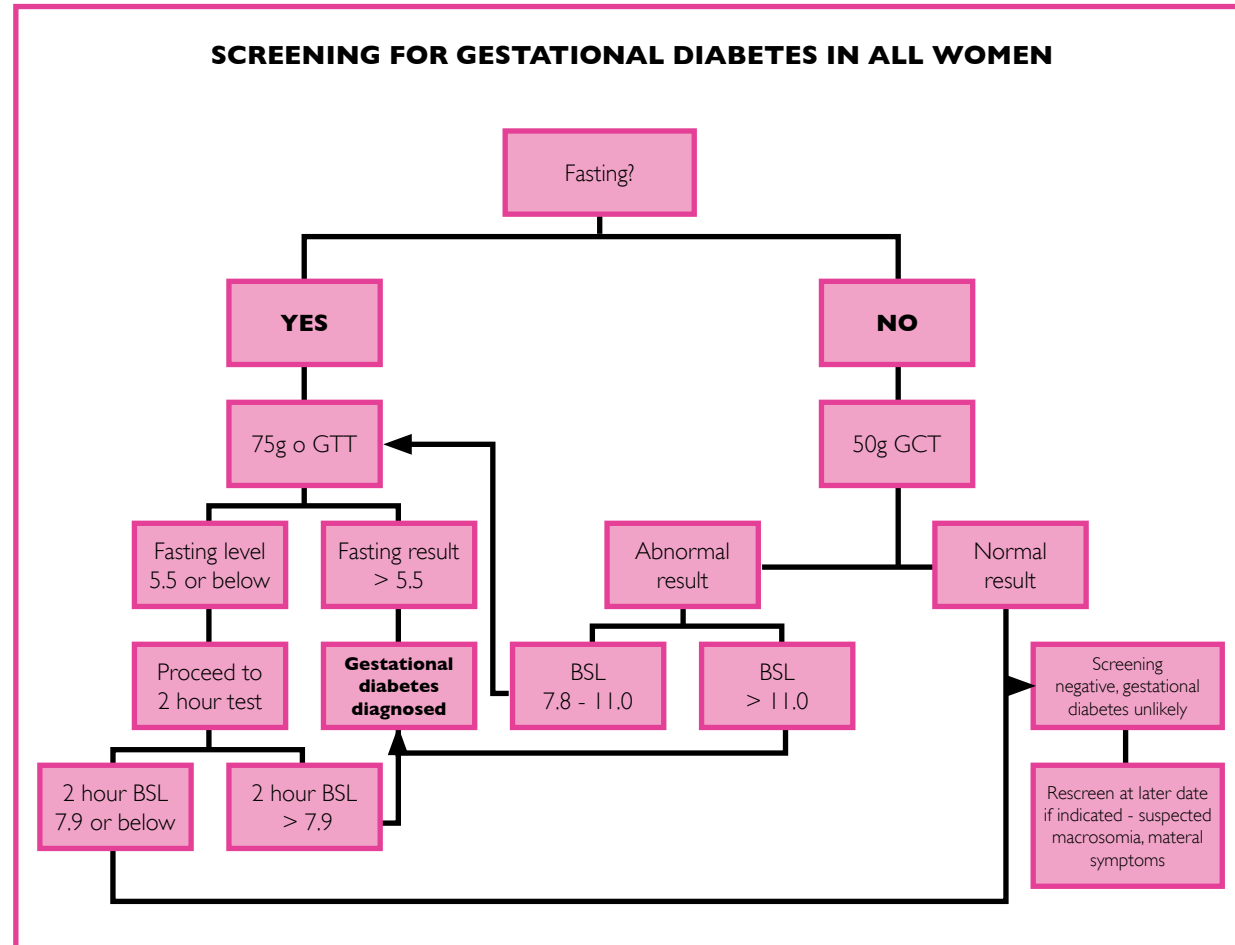 SCREENING FOR GESTATIONAL DIABETES IN ALL WOMEN
Fasting?
YES
NO
75g o GTT
50g GCT
Fasting level
5.5 or below
Fasting result
> 5.5
Abnormal
result
Normal
result
Proceed to
2 hour test
Gestational
diabetes
diagnosed
BSL
7.8 - 11.0
BSL
> 11.0
Screening
negative, gestational
diabetes unlikely
2 hour BSL
7.9 or below
2 hour BSL
> 7.9
Rescreen at later date
if indicated - suspected
macrosomia, materal
symptoms